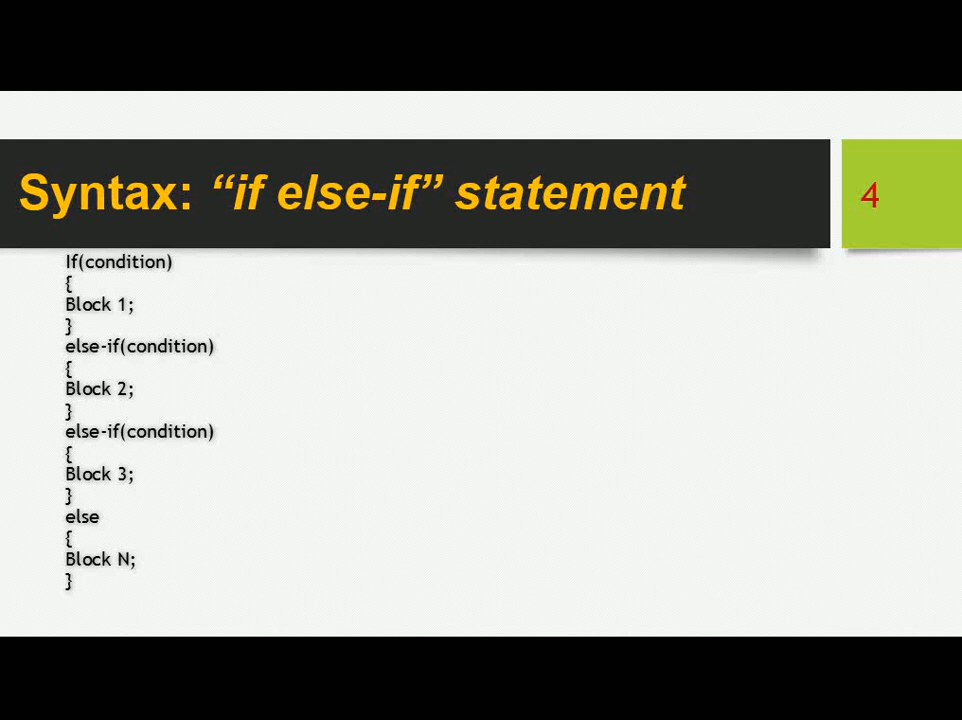 Syntax: “if else-if” statement
4
If(condition)
{
Block 1;
}
else-if(condition)
{
Block 2;
}
else-if(condition)
{
Block 3;
}
else
{
Block N;
}